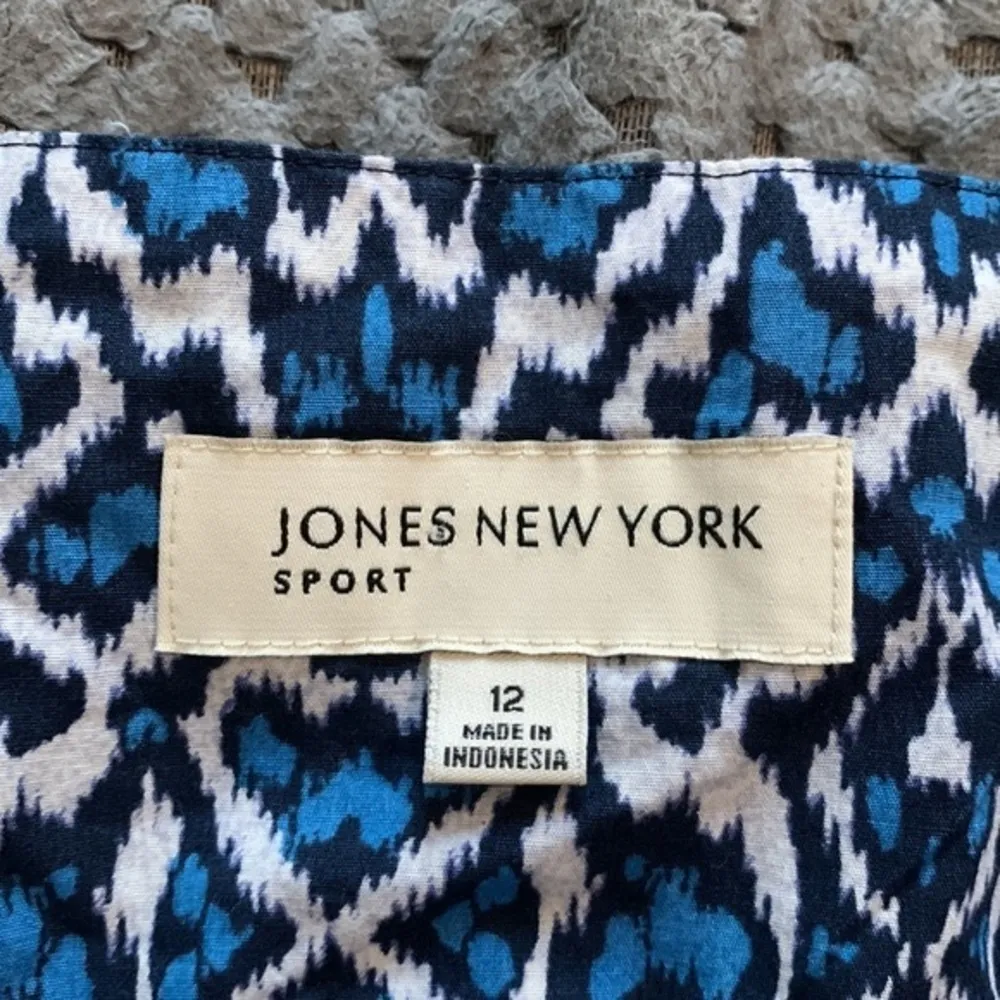 JONES NEW YORK
SPORT
12
MADE IN
INDONESIA